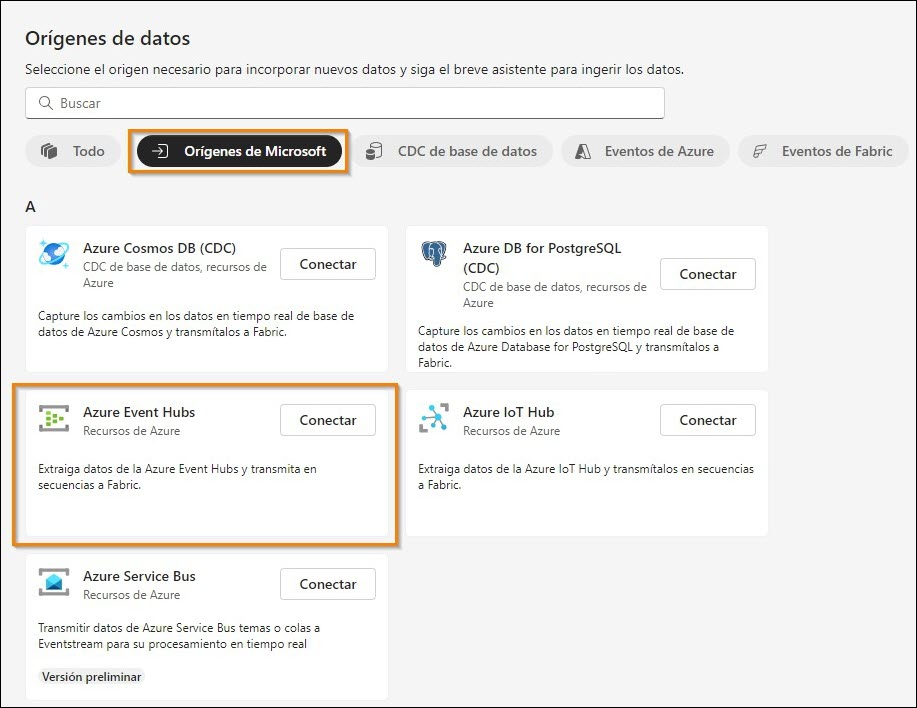 Orígenes de datos
Seleccione el origen necesario para incorporar nuevos datos y siga el breve asistente para ingerir los datos.
Buscar
Todo
Orígenes de Microsoft
CDC de base de datos
Eventos de Azure
Eventos de Fabric
A
Azure Cosmos DB (CDC)
CDC de base de datos, recursos de
Azure
Conectar
Capture los cambios en los datos en tiempo real de base de
datos de Azure Cosmos y transmítalos a Fabric.
Azure DB for PostgreSQL
(CDC)
CDC de base de datos, recursos de
Azure
Conectar
Capture los cambios en los datos en tiempo real de base de
datos de Azure Database for PostgreSQL y transmítalos a
Fabric.
Azure Event Hubs
Recursos de Azure
Conectar
Extraiga datos de la Azure Event Hubs y transmita en
secuencias a Fabric.
Azure IoT Hub
Recursos de Azure
Conectar
Extraiga datos de la Azure IoT Hub y transmítalos en secuencias
a Fabric.
Azure Service Bus
Recursos de Azure
Conectar
Transmitir datos de Azure Service Bus temas o colas a
Eventstream para su procesamiento en tiempo real
Versión preliminar